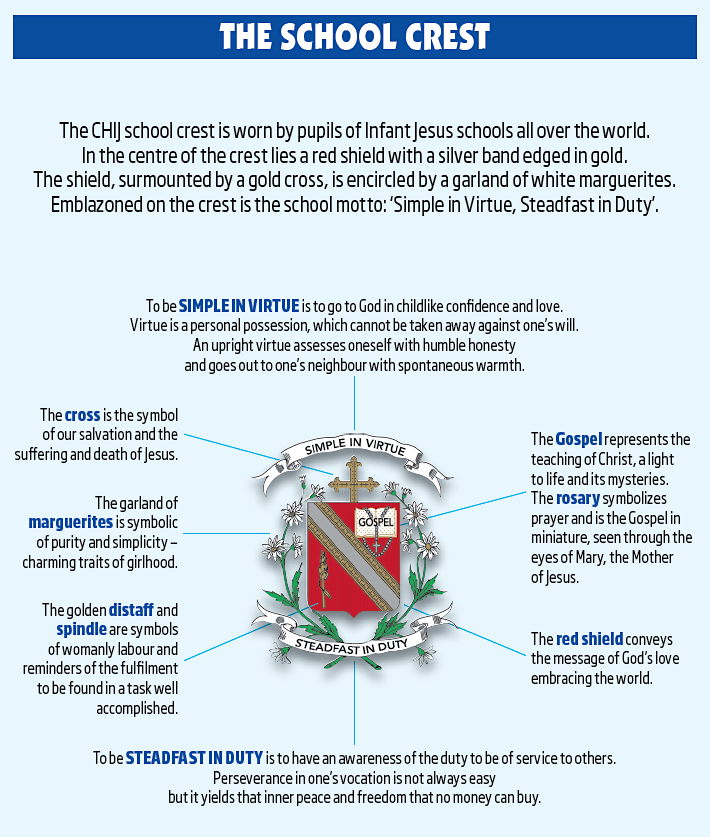 THE SCHOOL CREST
The CHIJ school crest is worn by pupils of Infant Jesus schools all over the world.
In the centre of the crest lies a red shield with a silver band edged in gold.
The shield, surmounted by a gold cross, is encircled by a garland of white marguerites.
Emblazoned on the crest is the school motto: ‘Simple in Virtue, Steadfast in Duty’.
To be SIMPLE IN VIRTUE is to go to God in childlike confidence and love.
Virtue is a personal possession, which cannot be taken away against one’s will.
An upright virtue assesses oneself with humble honesty
and goes out to one’s neighbour with spontaneous warmth.
The cross is the symbol
of our salvation and the
suffering and death of Jesus.
The garland of
marguerites is symbolic
of purity and simplicity –
charming traits of girlhood.
The golden distaff and
spindle are symbols
of womanly labour and
reminders of the fulfilment
to be found in a task well
accomplished.
SIMPLE IN VIRTUE
GOSPEL
STEADFAST IN DUTY
The Gospel represents the
teaching of Christ, a light
to life and its mysteries.
The rosary symbolizes
prayer and is the Gospel in
miniature, seen through the
eyes of Mary, the Mother
of Jesus.
The red shield conveys
the message of God’s love
embracing the world.
To be STEADFAST IN DUTY is to have an awareness of the duty to be of service to others.
Perseverance in one’s vocation is not always easy
but it yields that inner peace and freedom that no money can buy.